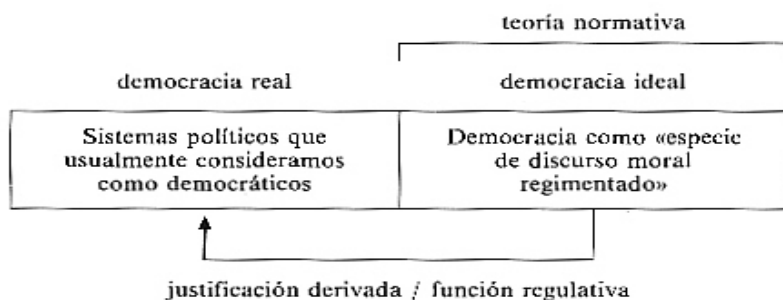 teoría normativa
democracia real
democracia ideal
Sistemas políticos que
usualmente consideramos
como democráticos
Democracia como «especie
de discurso moral
regimentado»
justificación derivada / función regulativa